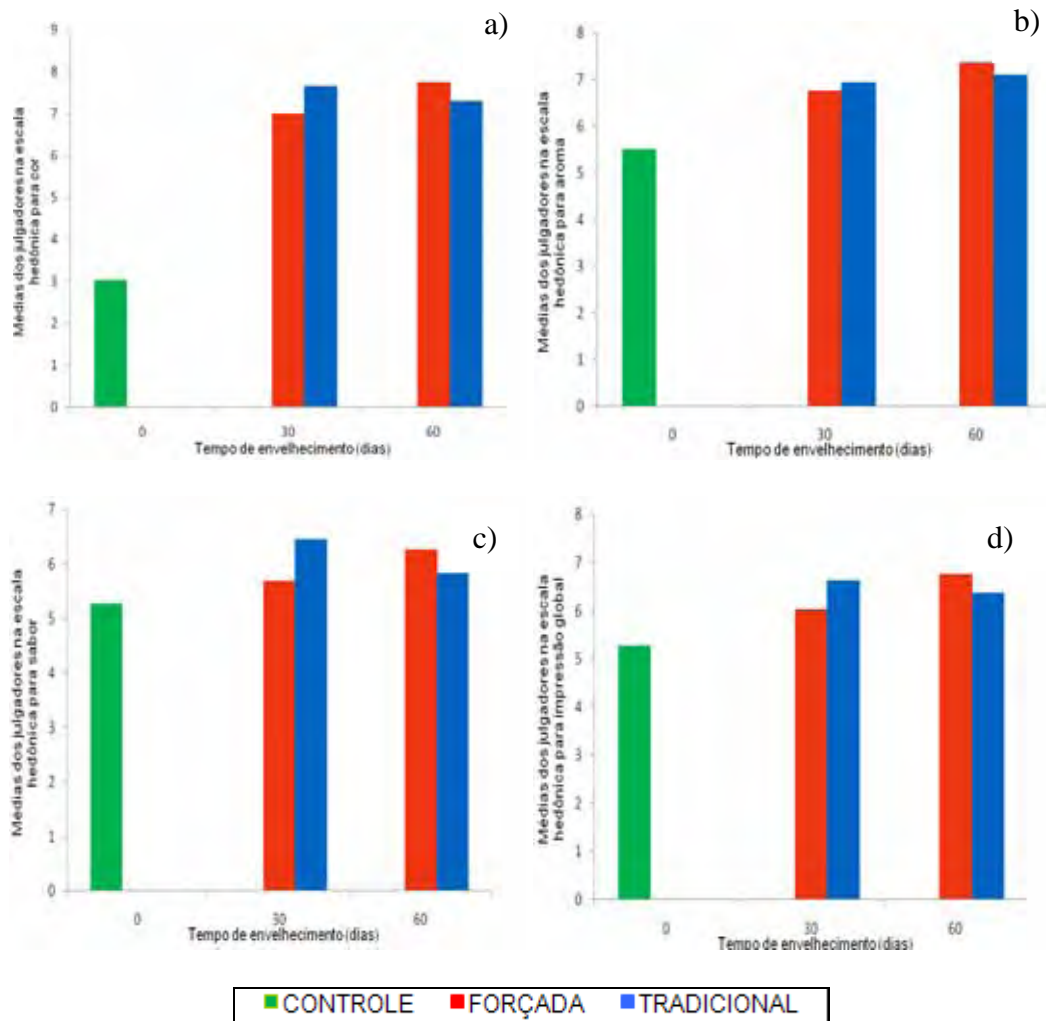 a)
9
8
7
6
5
4
3
2
1
0
Médias dos julgadores na escala
hedônica para cor
0
30
60
Tempo de envelhecimento (dias)
b)
8
7
6
5
4
3
2
1
0
Médias dos julgadores na escala
hedônica para aroma
0
30
60
Tempo de envelhecimento (dias)
c)
7
6
5
4
3
2
1
0
Médias dos julgadores na escala
hedônica para sabor
0
30
60
Tempo de envelhecimento (dias)
d)
8
7
6
5
4
3
2
1
0
Médias dos julgadores na escala
hedônica para impressão global
0
30
60
Tempo de envelhecimento (dias)
CONTROLE FORÇADA TRADICIONAL